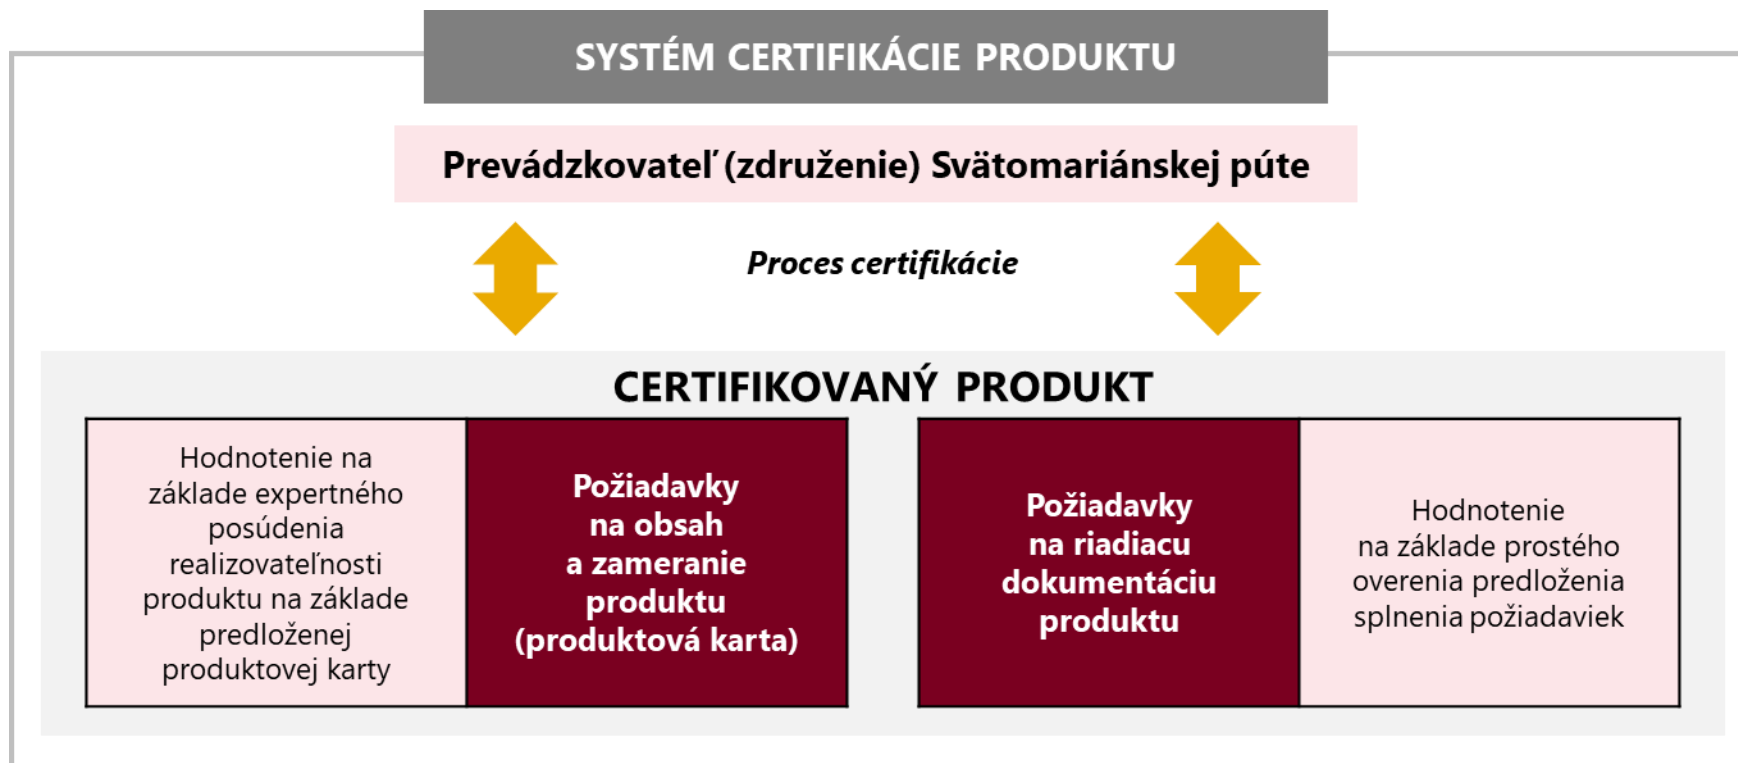 SYSTÉM CERTIFIKÁCIE PRODUKTU
Prevádzkovateľ (združenie) Svätomariánskej púte
Proces certifikácie
CERTIFIKOVANÝ PRODUKT
Hodnotenie na
základe expertného
posúdenia
realizovateľnosti
produktu na základe
predloženej
produktovej karty
Požiadavky
na obsah
a zameranie
produktu
(produktová karta)
Požiadavky
na riadiacu
dokumentáciu
produktu
Hodnotenie
na základe prostého
overenia predloženia
splnenia požiadaviek